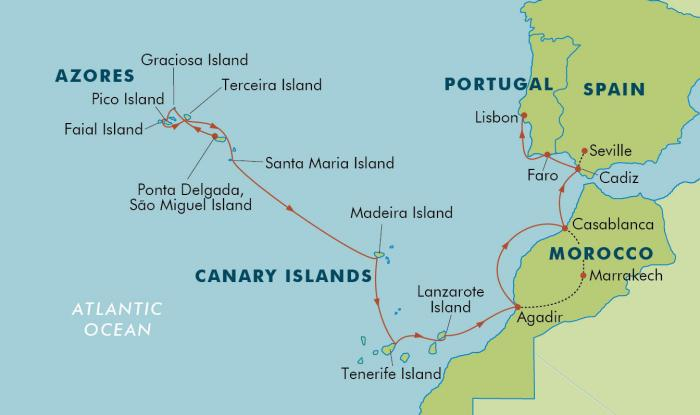 Graciosa Island
AZORES
Terceira Island
Pico Island
Faial Island
PORTUGAL
SPAIN
Lisbon
Seville
Santa Maria Island
Faro
Cadiz
Ponta Delgada,
São Miguel Island
Madeira Island
Casablanca
MOROCCO
CANARY ISLANDS
Marrakech
Lanzarote
Island
ATLANTIC
OCEAN
Agadir
Tenerife Island